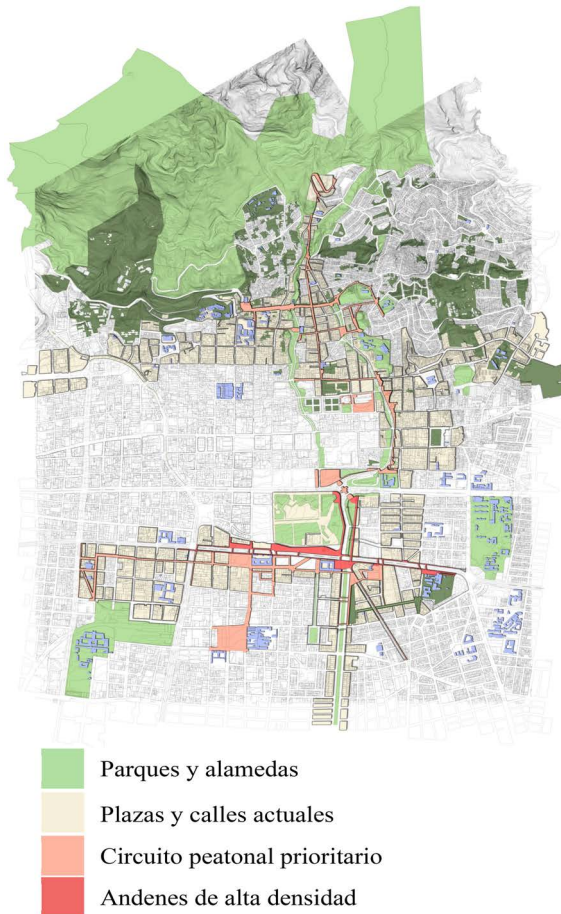 Parques y alamedas
Plazas y calles actuales
Circuito peatonal prioritario
Andenes de alta densidad